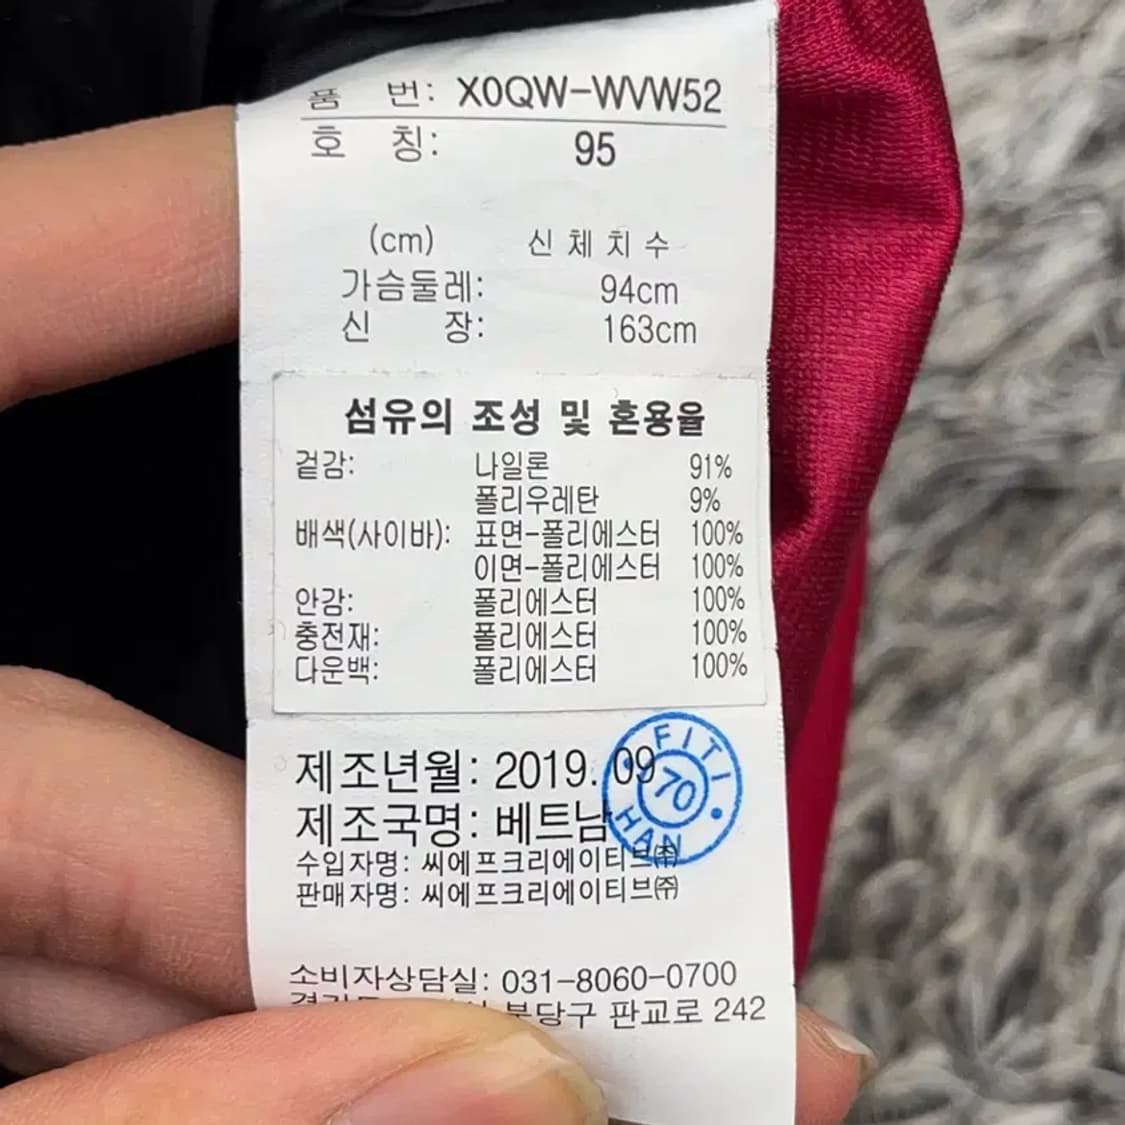 품 번: X0QW-WVW52
호 칭: 95
(cm) 신체치수
가슴둘레: 94cm
신 장: 163cm
섬유의 조성 및 혼용율
겉감: 나일론 91%
폴리우레탄 9%
배색(사이바): 표면-폴리에스터 100%
이면-폴리에스터 100%
안감: 폴리에스터 100%
충전재: 폴리에스터 100%
다운백: 폴리에스터 100%
제조년월: 2019. 09
제조국명: 베트남
수입자명: 씨에프크리에이티브㈜
판매자명: 씨에프크리에이티브㈜
FITI
70
HAN
소비자상담실: 031-8060-0700
분당구 판교로 242